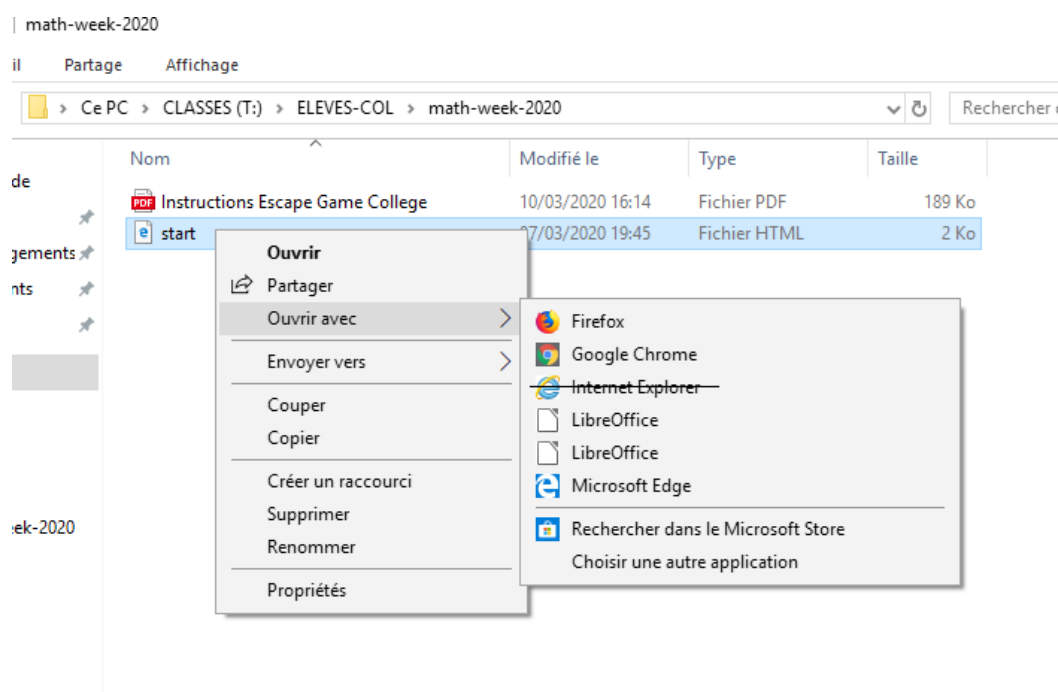 math-week-2020
il Partage Affichage
Ce PC > CLASSES (T:) > ELEVES-COL > math-week-2020
Rechercher
Nom Modifié le Type Taille
de
PDF Instructions Escape Game College 10/03/2020 16:14 Fichier PDF 189 Ko
start 07/03/2020 19:45 Fichier HTML 2 Ko
gements
nts
Ouvrir
Partager
Ouvrir avec
Envoyer vers
Couper
Copier
Créer un raccourci
Supprimer
Renommer
Propriétés
Firefox
Google Chrome
Internet Explorer
LibreOffice
LibreOffice
Microsoft Edge
Rechercher dans le Microsoft Store
Choisir une autre application
eek-2020